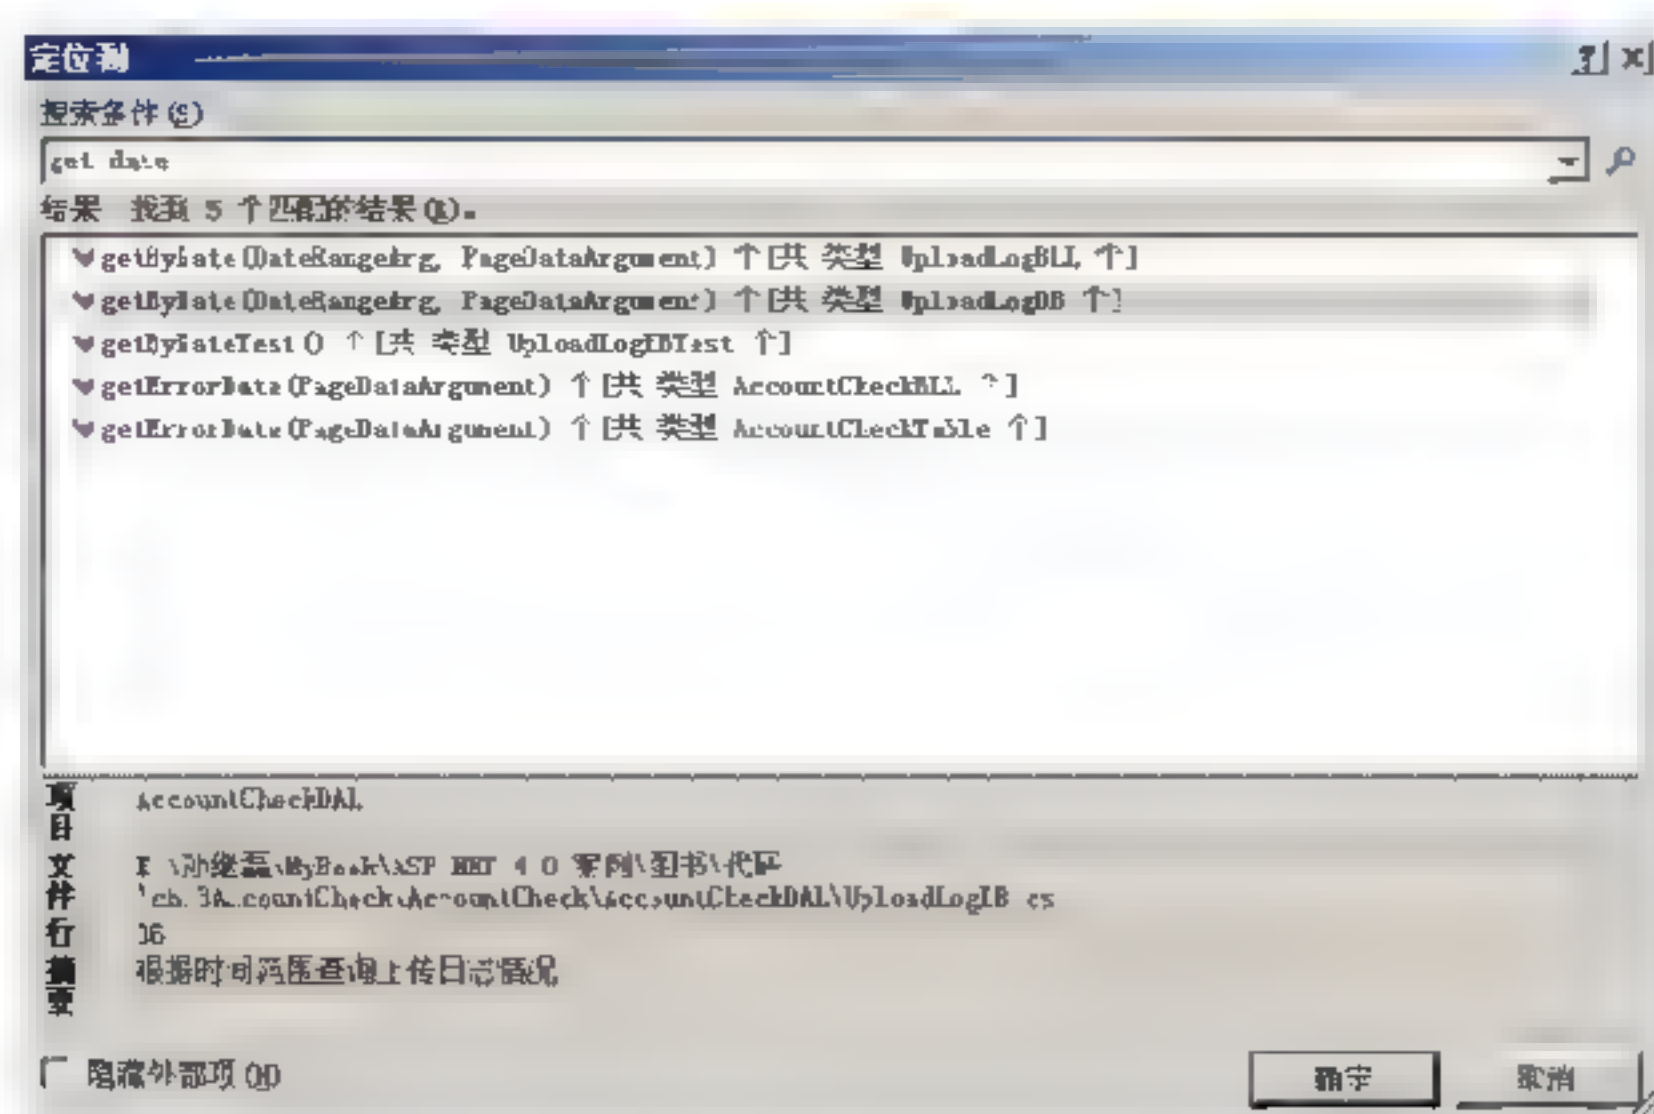 定位到
搜索条件(S)
get date
结果 找到 5 个匹配的结果(R)。
getByDate(DateRangeArg, PageDataArgument) 个[共 类型 UploadLogBLL 个]
getByDate(DateRangeArg, PageDataArgument) 个[共 类型 UploadLogDB 个]
getByDateTest() 个[共 类型 UploadLogDBTest 个]
getErrorDate(PageDataArgument) 个[共 类型 AccountCheckBLL 个]
getErrorDate(PageDataArgument) 个[共 类型 AccountCheckTable 个]
项目 AccountCheckDAL
文件 \孙继磊\MyBook\ASP.NET 4.0 案例\图书\代码
AccountCheck\AccountCheck\AccountCheckDAL\UploadLogDB.cs
行
摘要 根据时间范围查询上传日志情况
隐藏外部项(H)
确定 取消